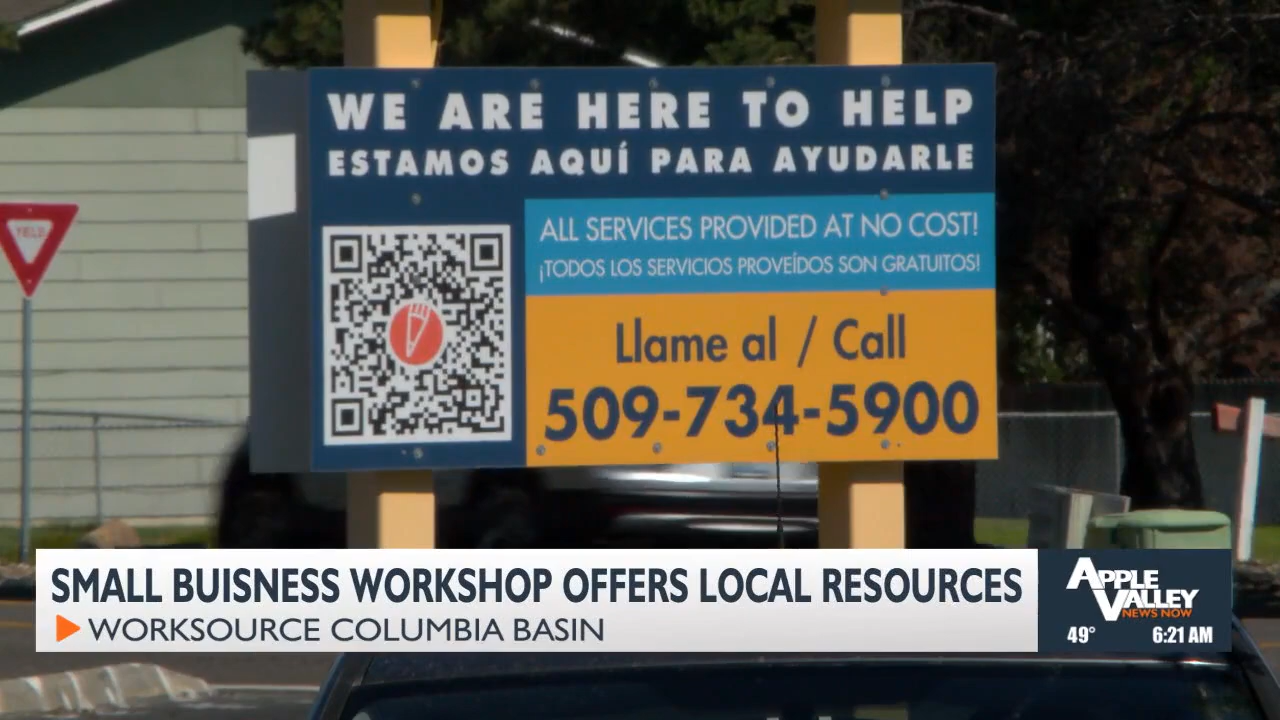 WE ARE HERE TO HELP
ESTAMOS AQUÍ PARA AYUDARLE
YIELD
ALL SERVICES PROVIDED AT NO COST!
¡TODOS LOS SERVICIOS PROVEÍDOS SON GRATUITOS!
Llame al / Call
509-734-5900
SMALL BUISNESS WORKSHOP OFFERS LOCAL RESOURCES
WORKSOURCE COLUMBIA BASIN
APPLE
VALLEY
NEWS NOW
49° 6:21 AM